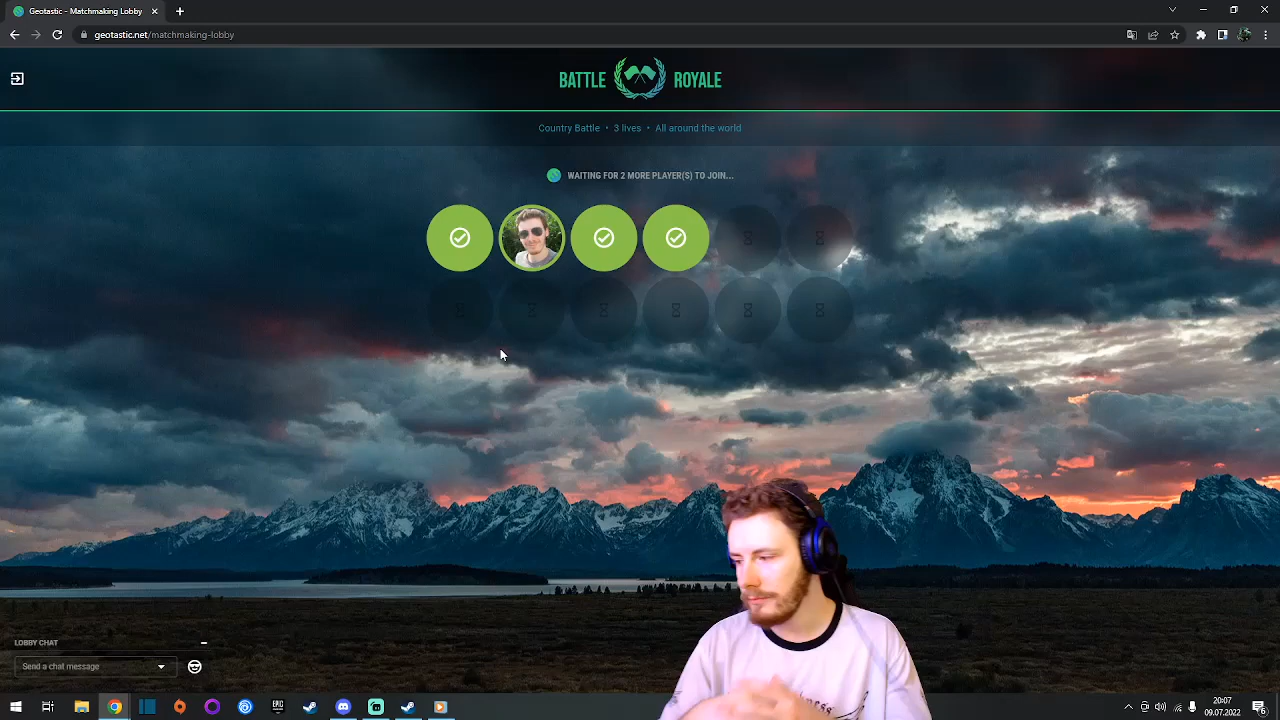 Geotastic - Matchmaking Lobby
geotastic.net/matchmaking-lobby
BATTLE ROYALE
Country Battle • 3 lives • All around the world
WAITING FOR 2 MORE PLAYER(S) TO JOIN...
LOBBY CHAT
Send a chat message
EPIC
20:07
09.07.2022